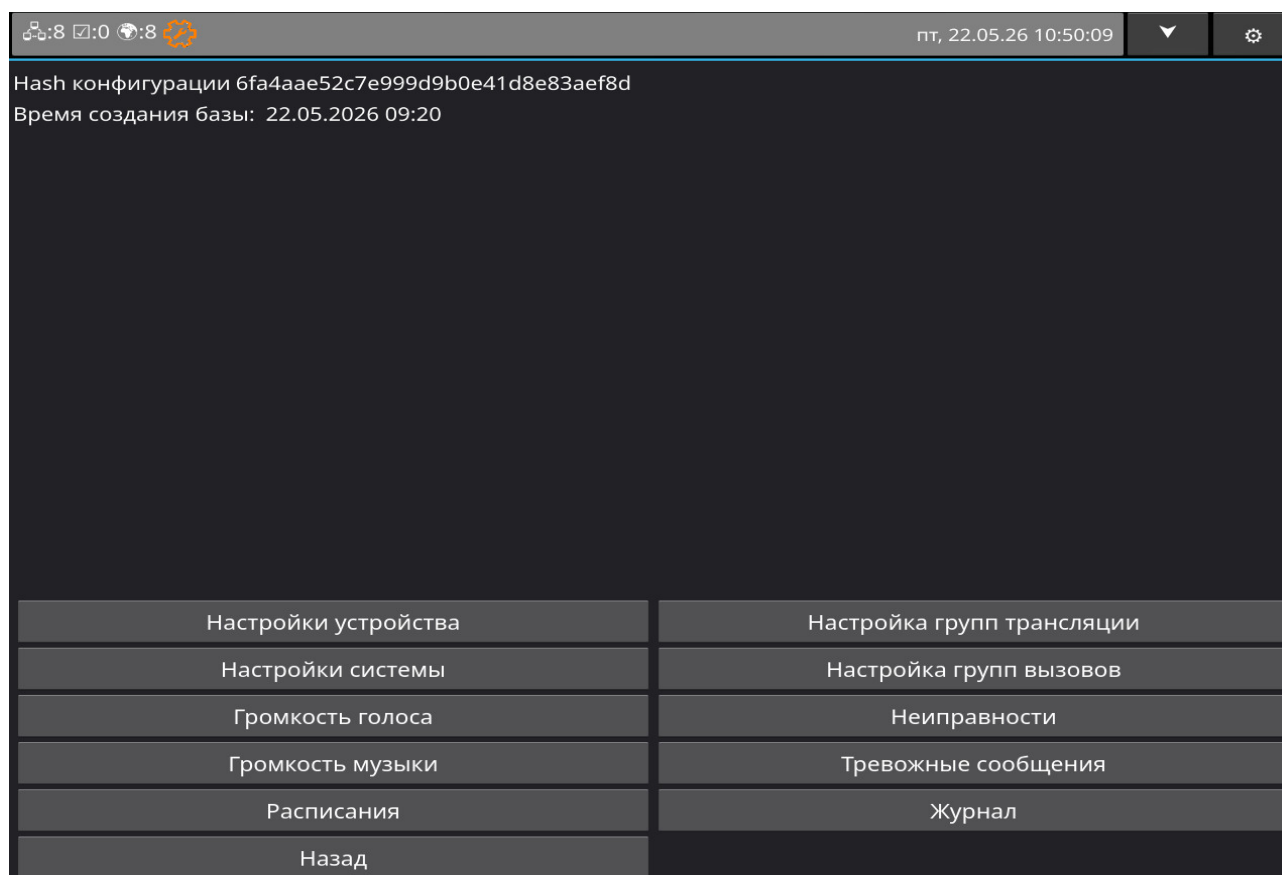 :8 ☑:0 :8
пт, 22.05.26 10:50:09
Hash конфигурации 6fa4aae52c7e999d9b0e41d8e83aef8d
Время создания базы: 22.05.2026 09:20
Настройки устройства
Настройка групп трансляции
Настройки системы
Настройка групп вызовов
Громкость голоса
Неиправности
Громкость музыки
Тревожные сообщения
Расписания
Журнал
Назад